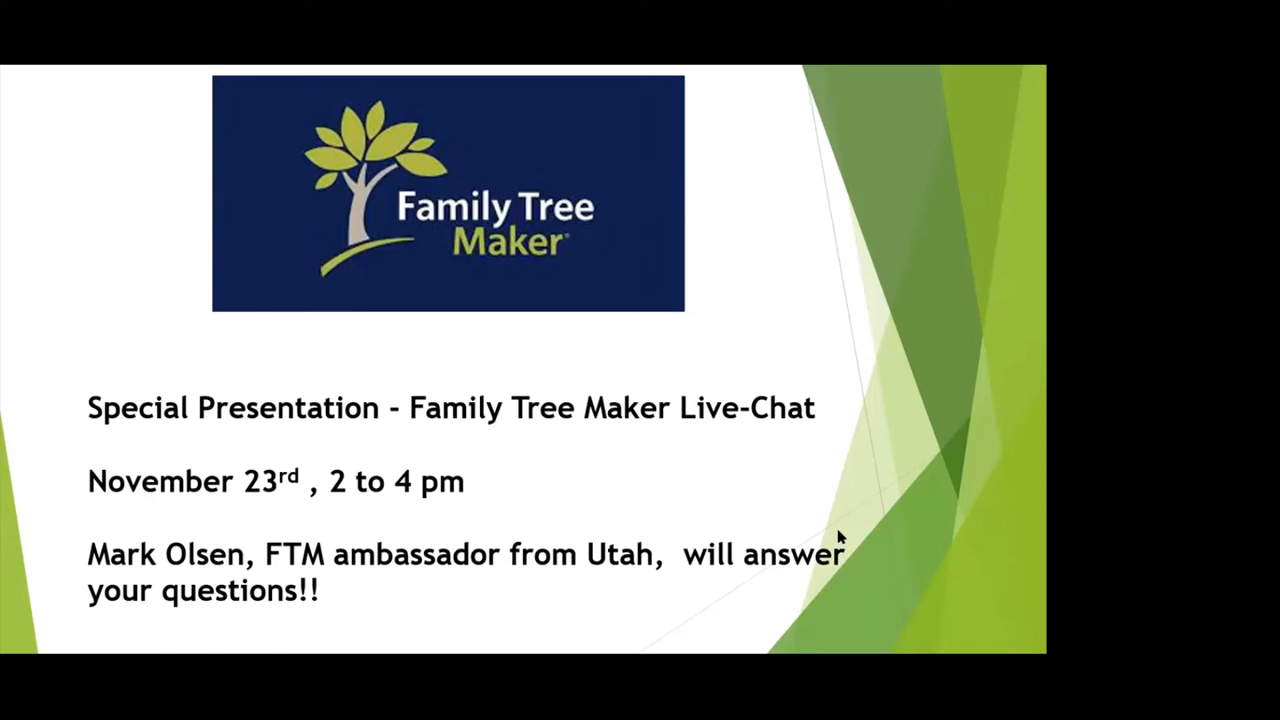 Family Tree
Maker®
Special Presentation - Family Tree Maker Live-Chat
November 23rd , 2 to 4 pm
Mark Olsen, FTM ambassador from Utah,  will answer
your questions!!